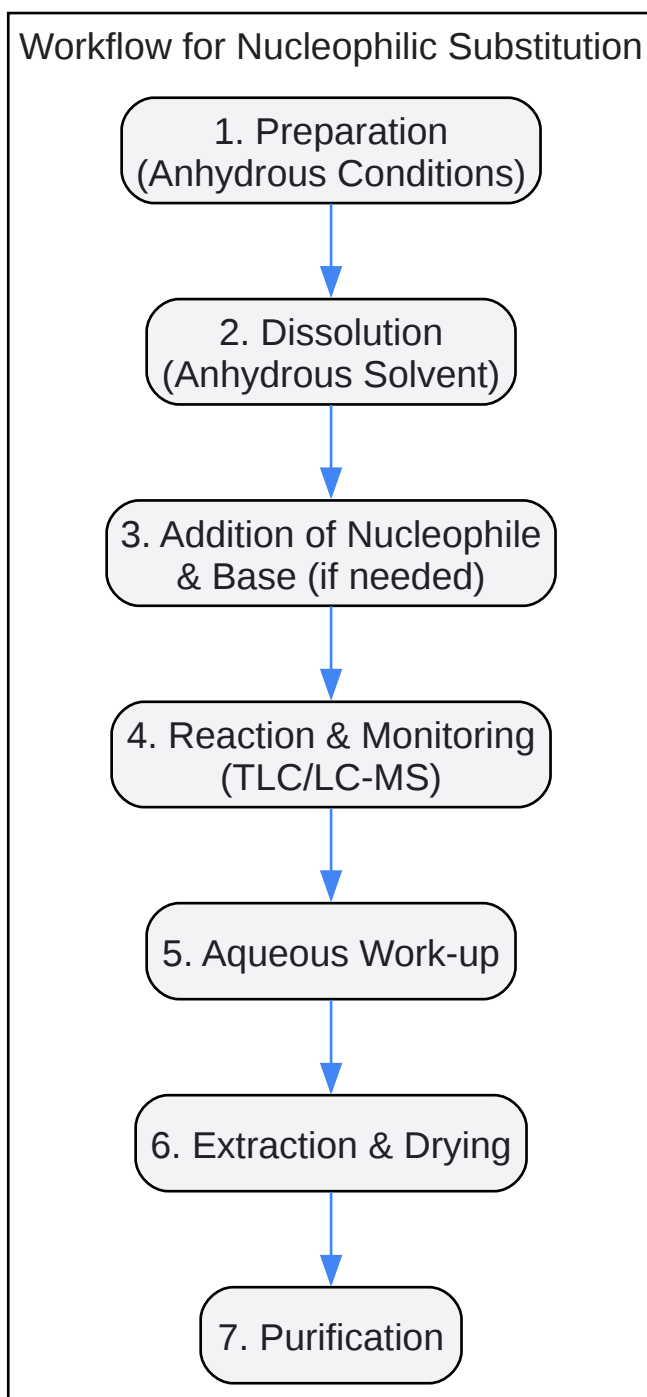 Workflow for Nucleophilic Substitution
1. Preparation
(Anhydrous Conditions)
2. Dissolution
(Anhydrous Solvent)
3. Addition of Nucleophile
& Base (if needed)
4. Reaction & Monitoring
(TLC/LC-MS)
5. Aqueous Work-up
6. Extraction & Drying
7. Purification